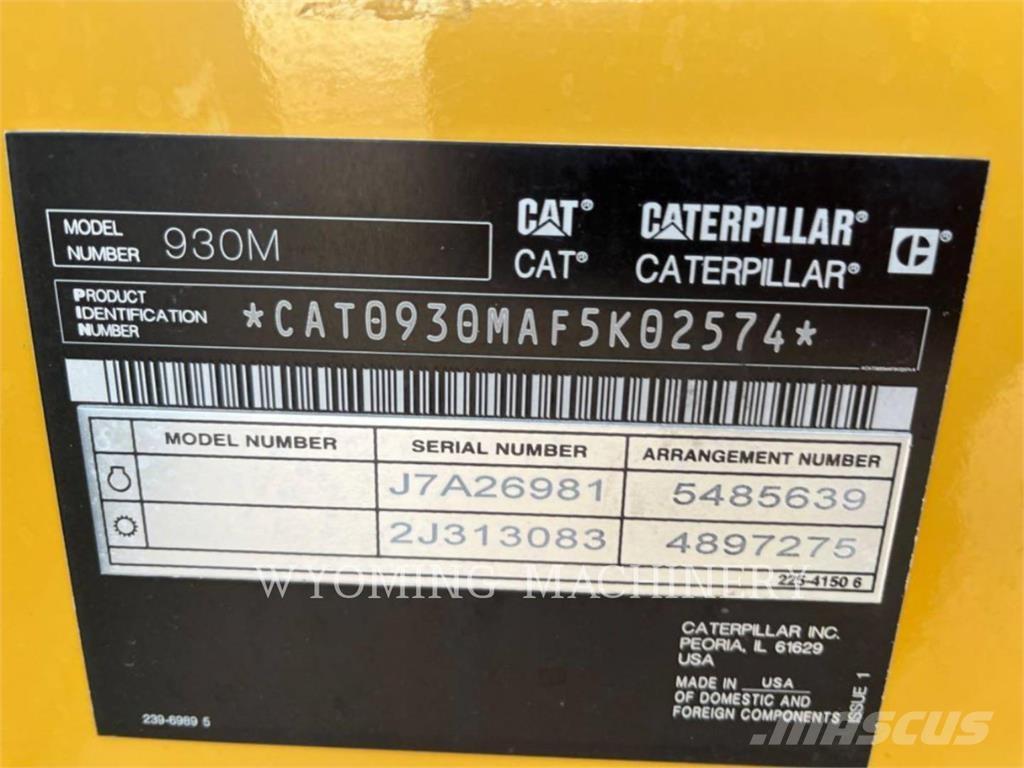 MODEL NUMBER 930M
CAT® CATERPILLAR®
CAT® CATERPILLAR® C®
PRODUCT IDENTIFICATION NUMBER *CAT0930MAF5K02574*
MODEL NUMBER SERIAL NUMBER ARRANGEMENT NUMBER
J7A26981 5485639
2J313083 4897275
225-4150 6
WYOMING MACHINERY
CATERPILLAR INC.
PEORIA, IL 61629
USA
MADE IN USA
OF DOMESTIC AND
FOREIGN COMPONENTS
ISSUE 1
239-6989 5
MASCUS